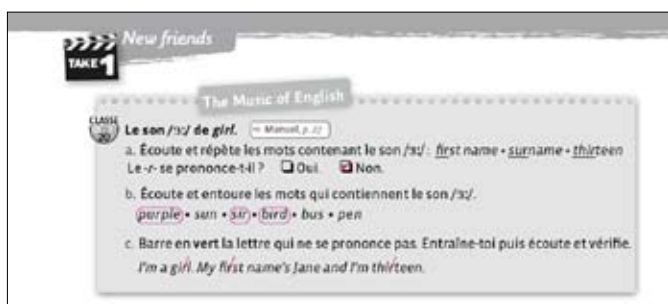 New friends
TAKE 1
The Music of English
CLASSE
20
Le son /ɜː/ de girl. Manuel, p. 27
a. Écoute et répète les mots contenant le son /ɜː/ : first name • surname • thirteen
Le -r- se prononce-t-il ? Oui. Non.
b. Écoute et entoure les mots qui contiennent le son /ɜː/.
purple • sun • sir • bird • bus • pen
c. Barre en vert la lettre qui ne se prononce pas. Entraîne-toi puis écoute et vérifie.
I'm a girl. My first name's Jane and I'm thirteen.